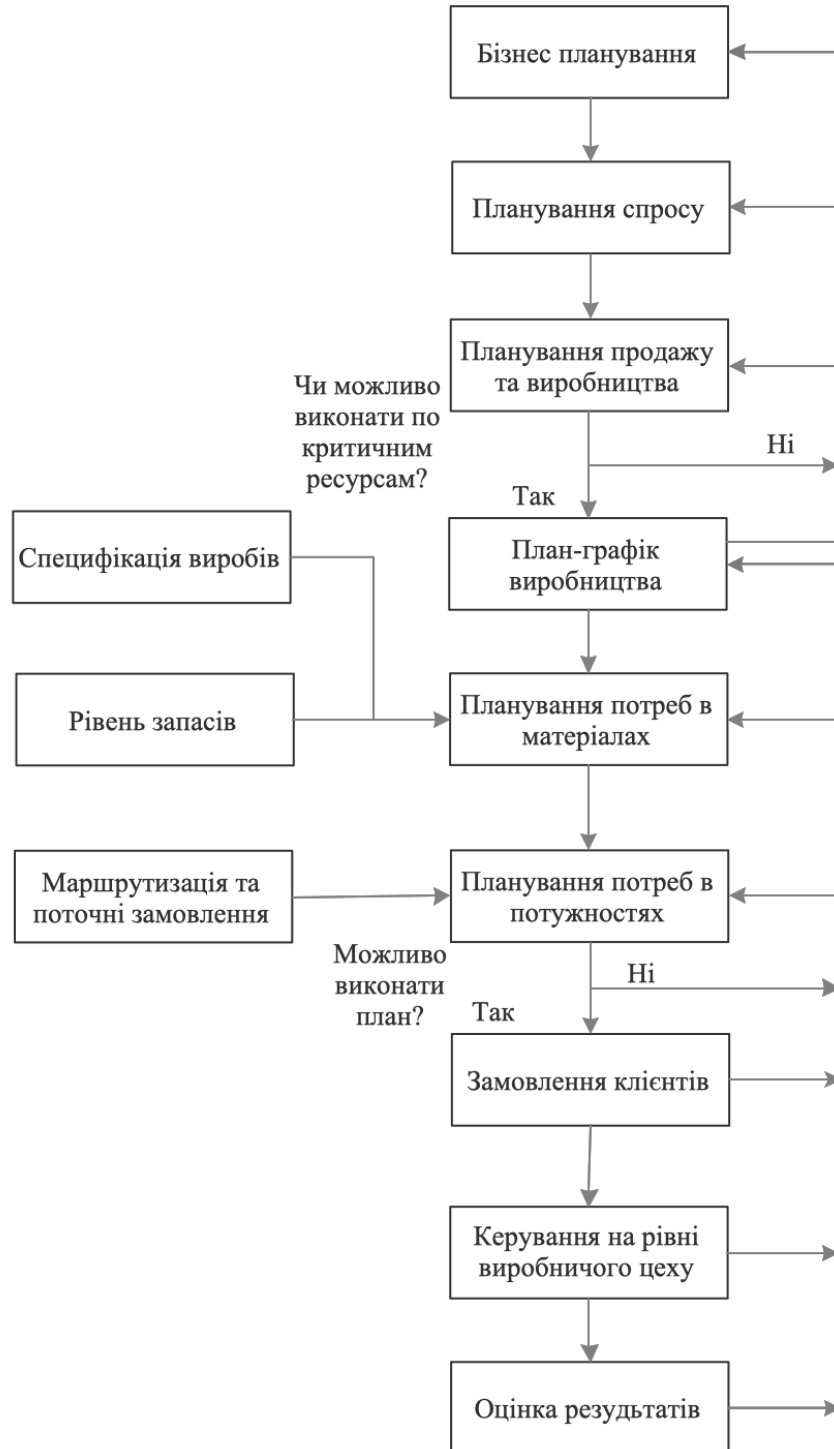 Бізнес планування
Планування спросу
Планування продажу
та виробництва
Чи можливо
виконати по
критичним
ресурсам?
Ні
Так
Специфікація виробів
План-графік
виробництва
Рівень запасів
Планування потреб в
матеріалах
Маршрутизація та
поточні замовлення
Планування потреб в
потужностях
Можливо
виконати
план?
Ні
Так
Замовлення клієнтів
Керування на рівні
виробничого цеху
Оцінка резудьтатів